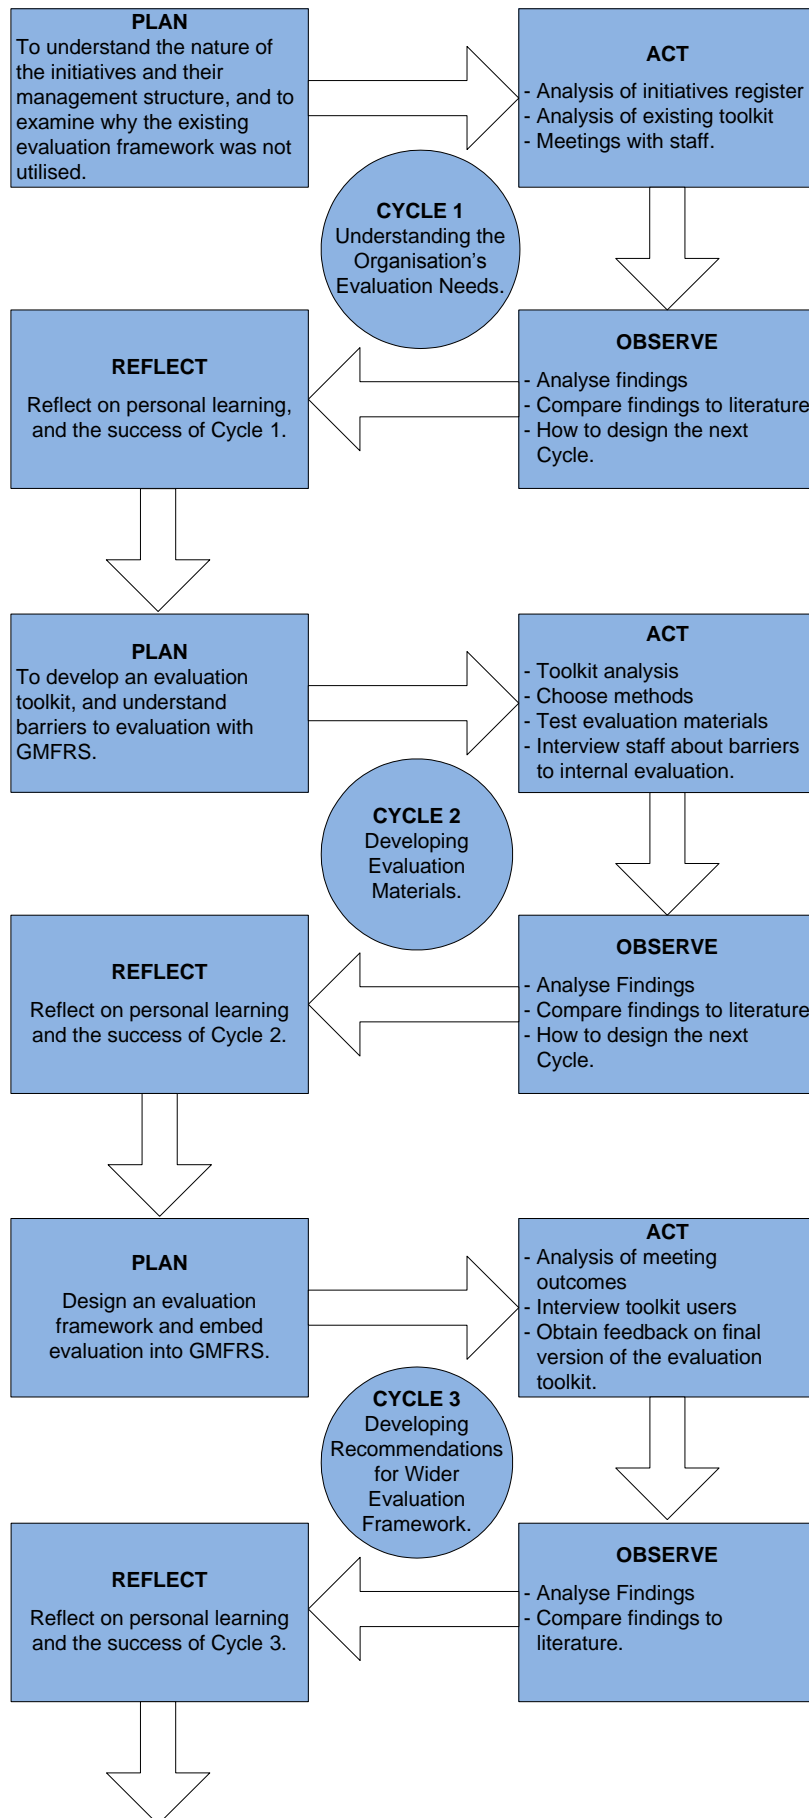 PLAN
To understand the nature of
the initiatives and their
management structure, and to
examine why the existing
evaluation framework was not
utilised.
ACT
- Analysis of initiatives register
- Analysis of existing toolkit
- Meetings with staff.
CYCLE 1
Understanding the
Organisation's
Evaluation Needs.
REFLECT
Reflect on personal learning,
and the success of Cycle 1.
OBSERVE
- Analyse findings
- Compare findings to literature
- How to design the next
Cycle.
PLAN
To develop an evaluation
toolkit, and understand
barriers to evaluation with
GMFRS.
ACT
- Toolkit analysis
- Choose methods
- Test evaluation materials
- Interview staff about barriers
to internal evaluation.
CYCLE 2
Developing
Evaluation
Materials.
REFLECT
Reflect on personal learning
and the success of Cycle 2.
OBSERVE
- Analyse Findings
- Compare findings to literature
- How to design the next
Cycle.
PLAN
Design an evaluation
framework and embed
evaluation into GMFRS.
ACT
- Analysis of meeting
outcomes
- Interview toolkit users
- Obtain feedback on final
version of the evaluation
toolkit.
CYCLE 3
Developing
Recommendations
for Wider
Evaluation
Framework.
REFLECT
Reflect on personal learning
and the success of Cycle 3.
OBSERVE
- Analyse Findings
- Compare findings to
literature.